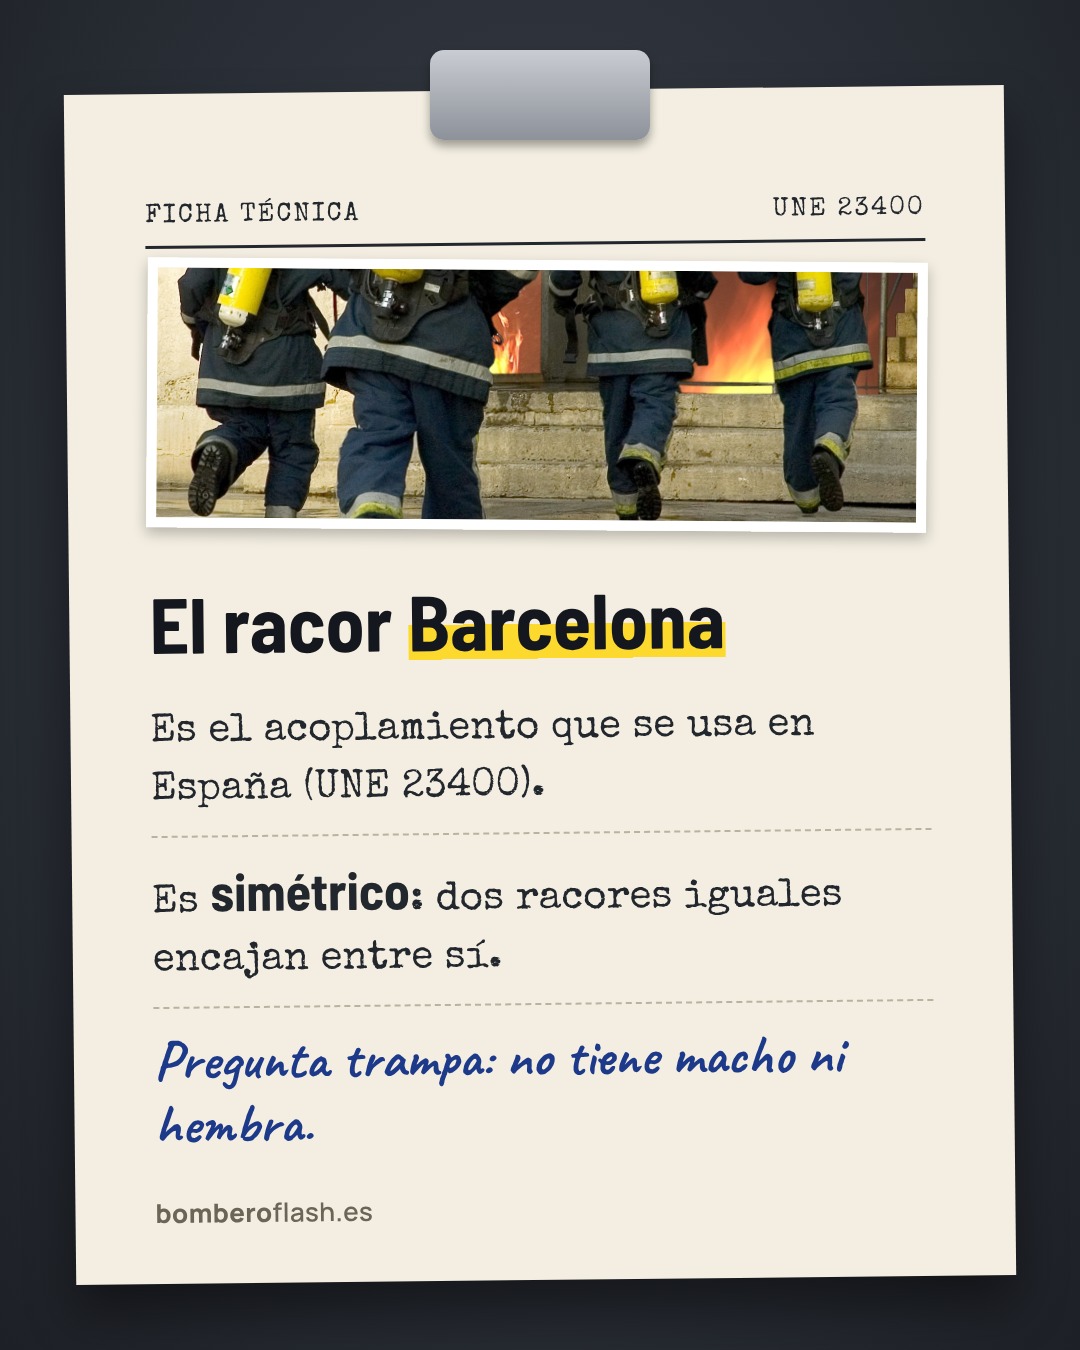 FICHA TÉCNICA
UNE 23400
El racor Barcelona
Es el acoplamiento que se usa en
España (UNE 23400).
Es simétrico: dos racores iguales
encajan entre sí.
Pregunta trampa: no tiene macho ni
hembra.
bomberoflash.es